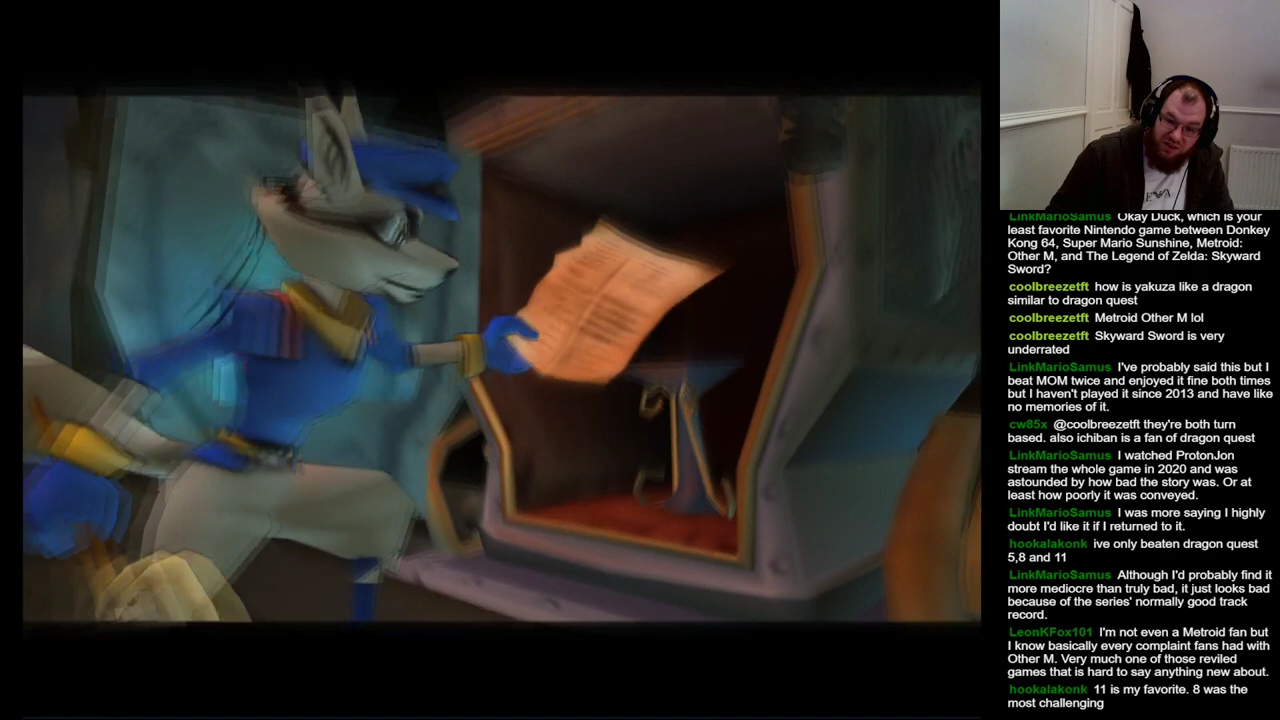 LinkMarioSamus Okay Duck, which is your
least favorite Nintendo game between Donkey
Kong 64, Super Mario Sunshine, Metroid:
Other M, and The Legend of Zelda: Skyward
Sword?
coolbreezetft how is yakuza like a dragon
similar to dragon quest
coolbreezetft Metroid Other M lol
coolbreezetft Skyward Sword is very
underrated
LinkMarioSamus I've probably said this but I
beat MOM twice and enjoyed it fine both times
but I haven't played it since 2013 and have like
no memories of it.
cw85x @coolbreezetft they're both turn
based. also ichiban is a fan of dragon quest
LinkMarioSamus I watched ProtonJon
stream the whole game in 2020 and was
astounded by how bad the story was. Or at
least how poorly it was conveyed.
LinkMarioSamus I was more saying I highly
doubt I'd like it if I returned to it.
hookalakonk ive only beaten dragon quest
5,8 and 11
LinkMarioSamus Although I'd probably find it
more mediocre than truly bad, it just looks bad
because of the series' normally good track
record.
LeonKFox101 I'm not even a Metroid fan but
I know basically every complaint fans had with
Other M. Very much one of those reviled
games that is hard to say anything new about.
hookalakonk 11 is my favorite. 8 was the
most challenging